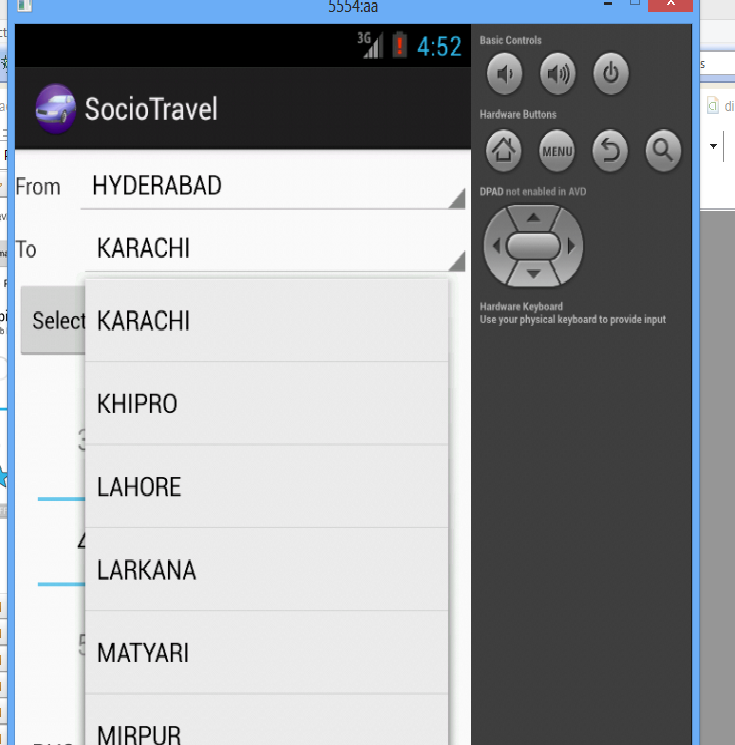 5554:aa
3G 4:52
SocioTravel
From HYDERABAD
To KARACHI
Select
KARACHI
KHIPRO
LAHORE
LARKANA
MATYARI
MIRPUR
Basic Controls
Hardware Buttons
MENU
DPAD not enabled in AVD
Hardware Keyboard
Use your physical keyboard to provide input